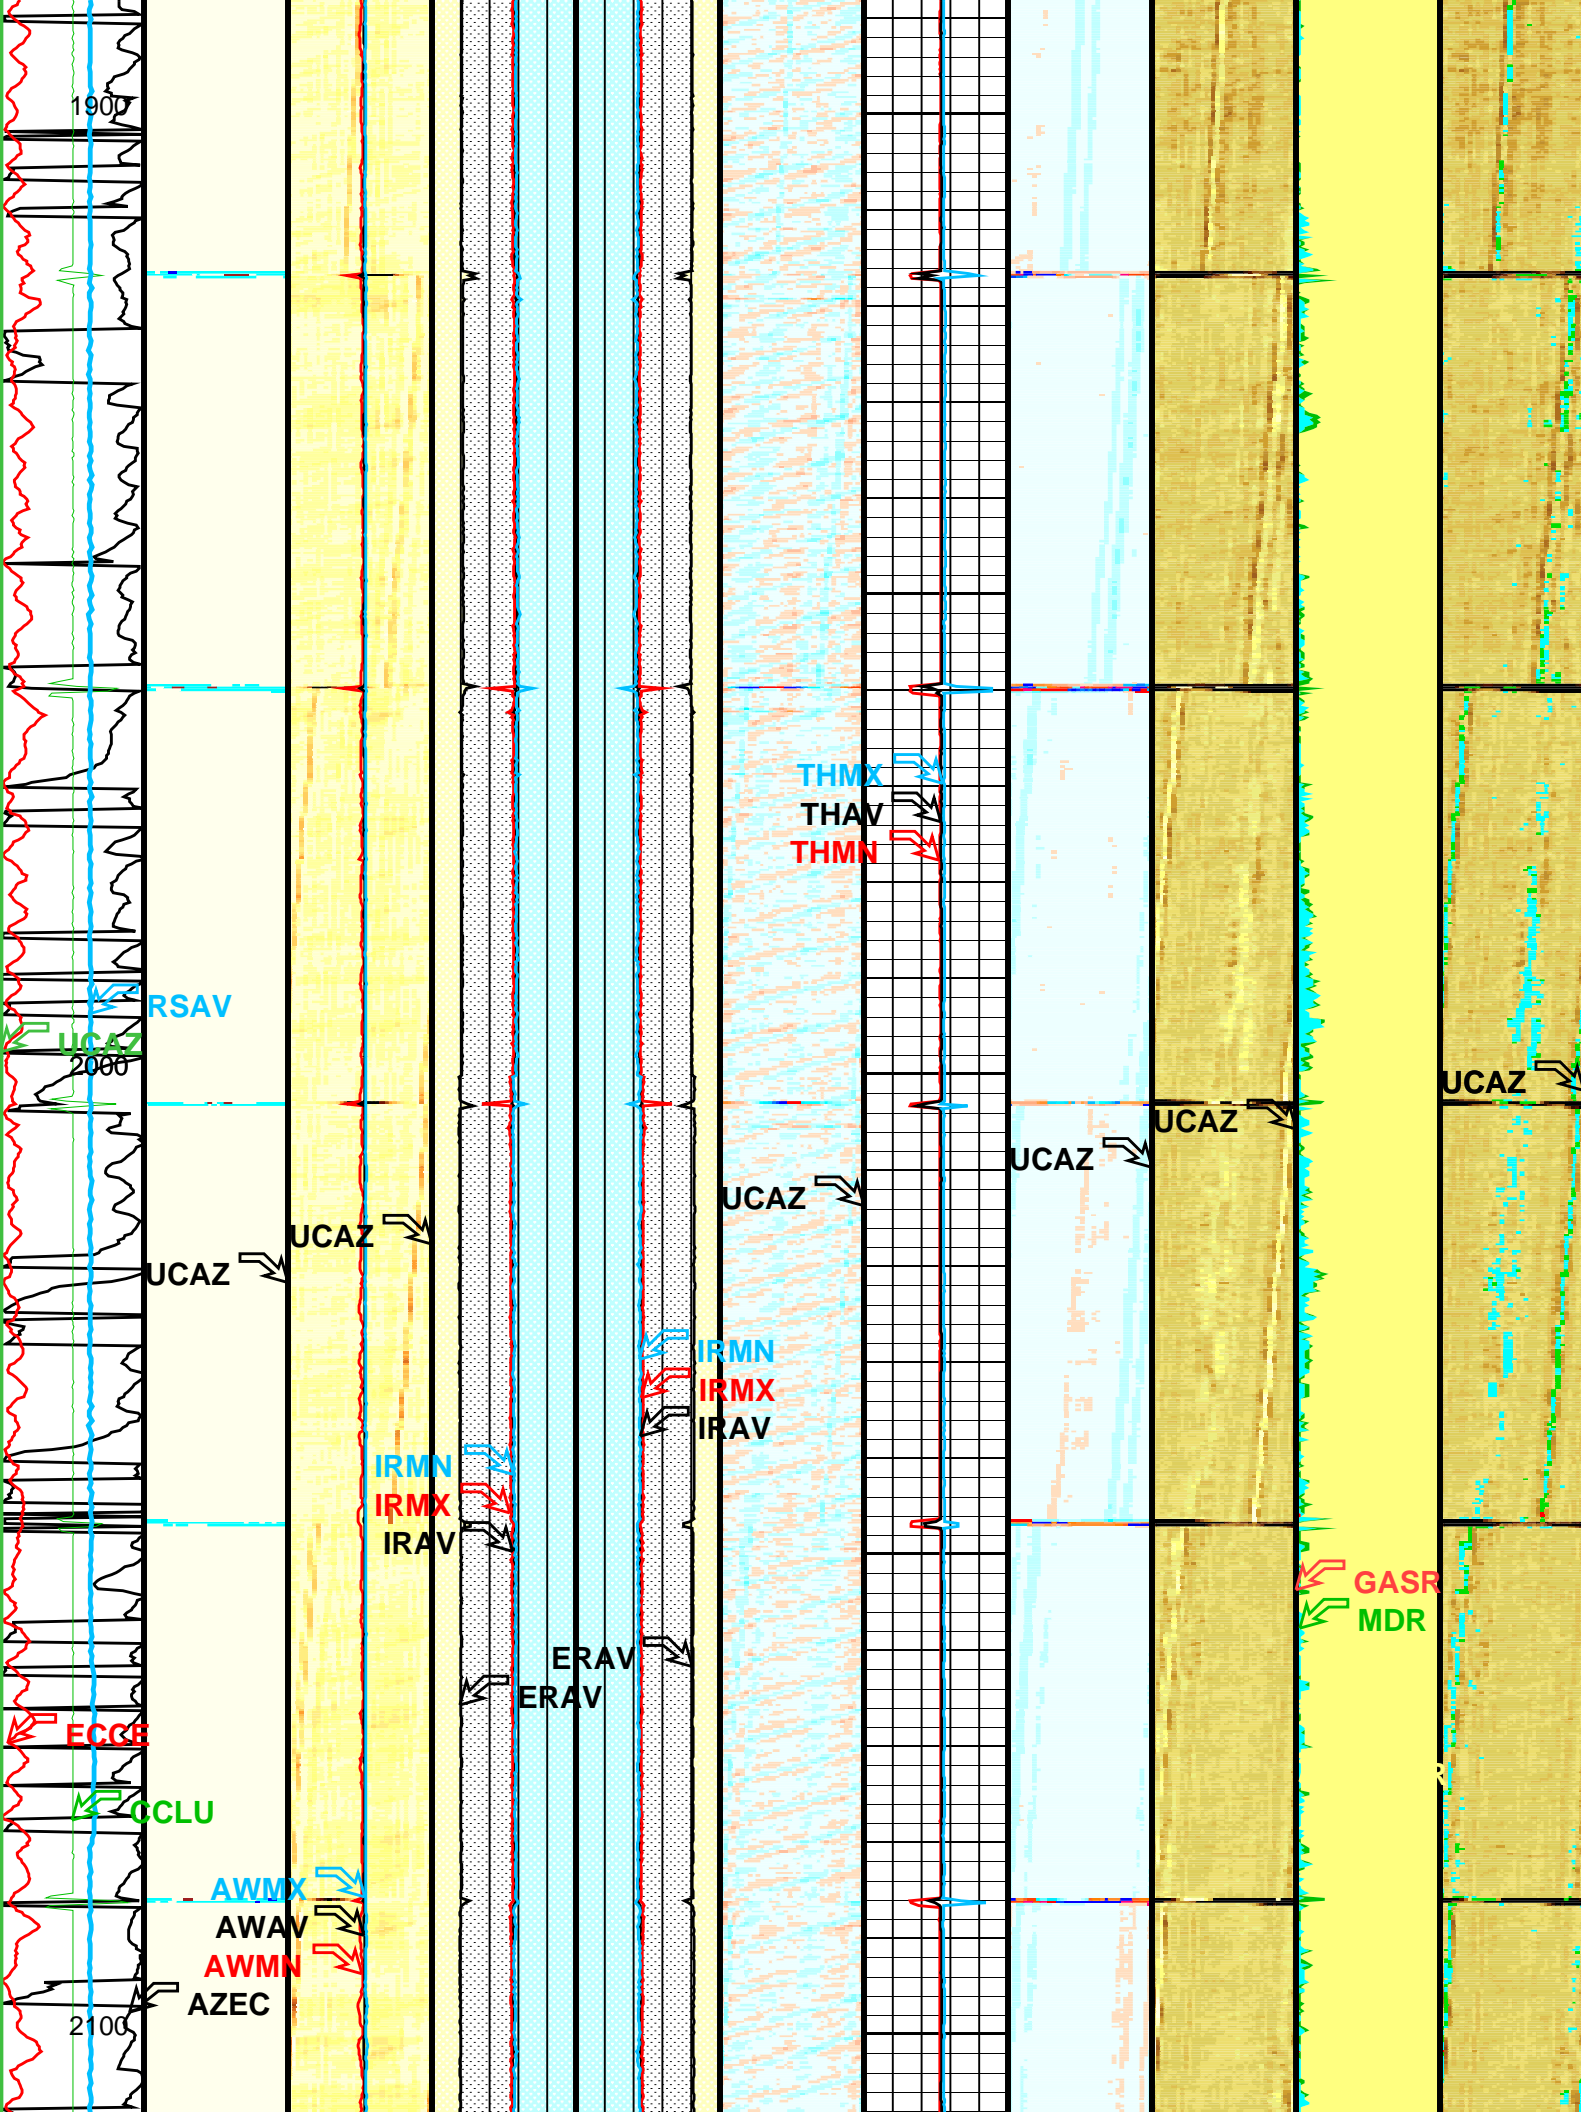 1900
THMX
THAV
THMN
RSAV
UCAZ
2000
UCAZ
UCAZ
UCAZ
UCAZ
UCAZ
UCAZ
IRMN
IRMX
IRAV
IRMN
IRMX
IRAV
GASR
MDR
ERAV
ERAV
ECCE
R
CCLU
AWMX
AWAV
AWMN
AZEC
2100